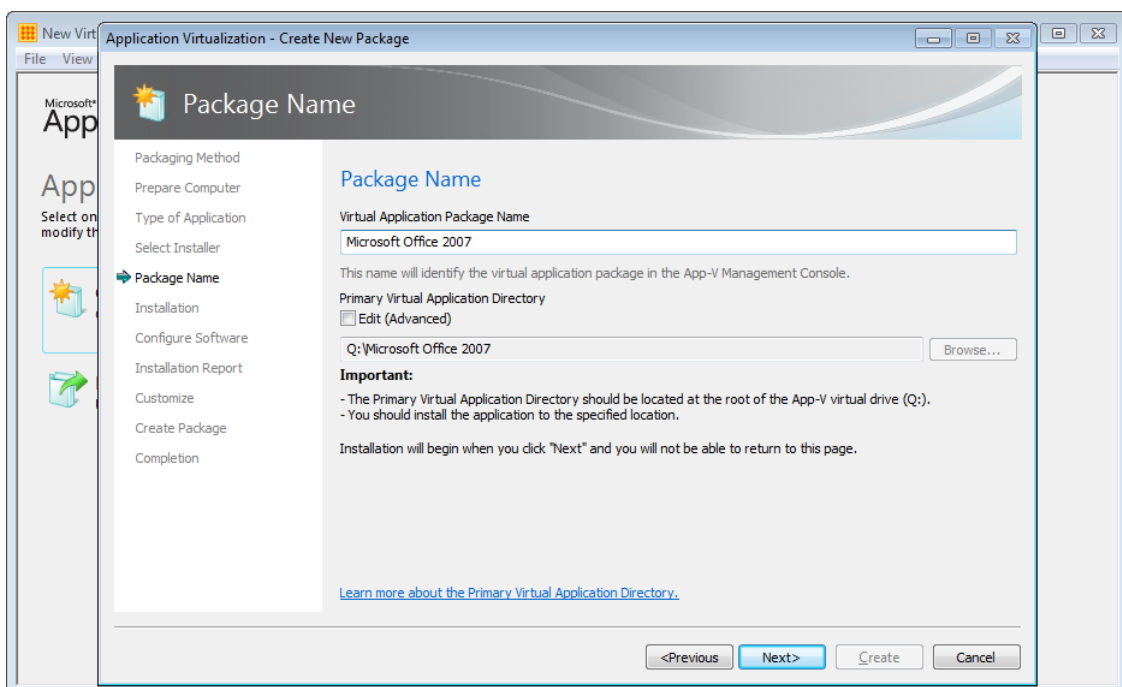 New Virt
File View
Microsoft®
App
App
Select on
modify th
Application Virtualization - Create New Package
Package Name
Packaging Method
Prepare Computer
Type of Application
Select Installer
Package Name
Installation
Configure Software
Installation Report
Customize
Create Package
Completion
Package Name
Virtual Application Package Name
Microsoft Office 2007
This name will identify the virtual application package in the App-V Management Console.
Primary Virtual Application Directory
Edit (Advanced)
Q:\Microsoft Office 2007
Browse...
Important:
- The Primary Virtual Application Directory should be located at the root of the App-V virtual drive (Q:).
- You should install the application to the specified location.
Installation will begin when you click "Next" and you will not be able to return to this page.
Learn more about the Primary Virtual Application Directory.
<Previous Next> Create Cancel